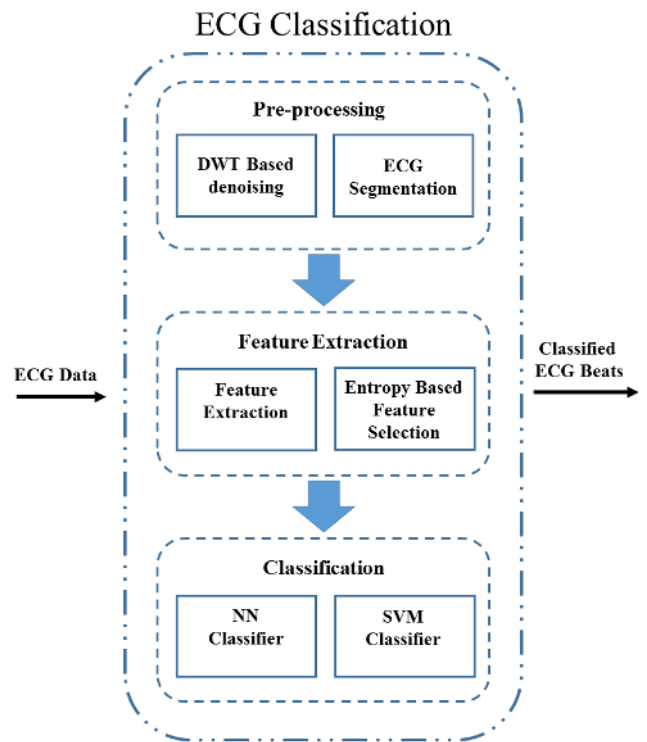 ECG Classification
Pre-processing
DWT Based
denoising
ECG
Segmentation
Feature Extraction
Feature
Extraction
Entropy Based
Feature
Selection
ECG Data
Classified
ECG Beats
Classification
NN
Classifier
SVM
Classifier